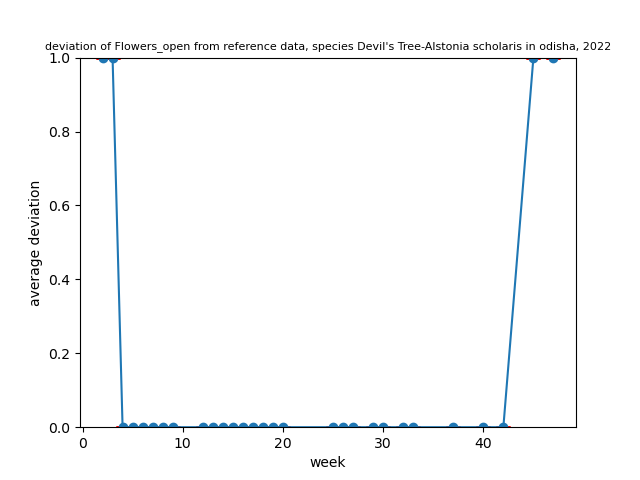 deviation of Flowers_open from reference data, species Devil's Tree-Alstonia scholaris in odisha, 2022
1.0
0.8
0.6
0.4
0.2
0.0
average deviation
0 10 20 30 40
week